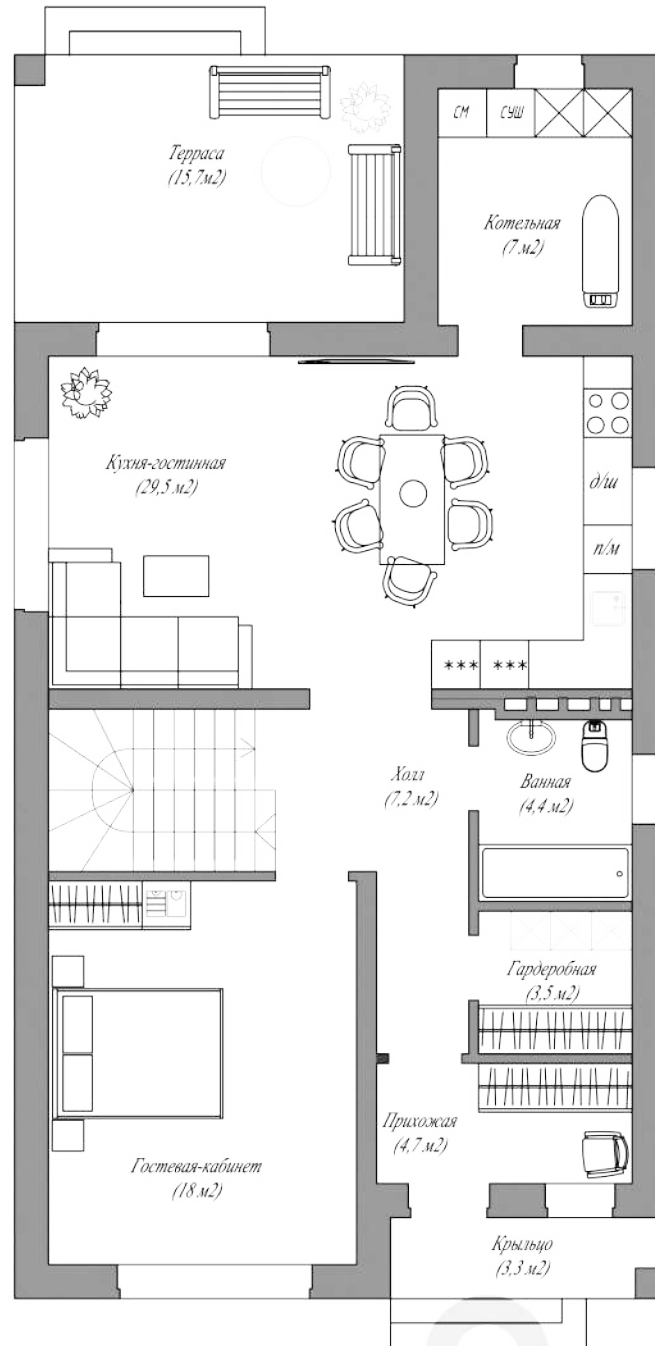 СМ
СУШ
Терраса
(15,7м2)
Котельная
(7 м2)
Кухня-гостинная
(29,5 м2)
д/ш
п/м
*** ***
Холл
(7,2 м2)
Ванная
(4,4 м2)
Гардеробная
(3,5 м2)
Прихожая
(4,7 м2)
Гостевая-кабинет
(18 м2)
Крыльцо
(3,3 м2)